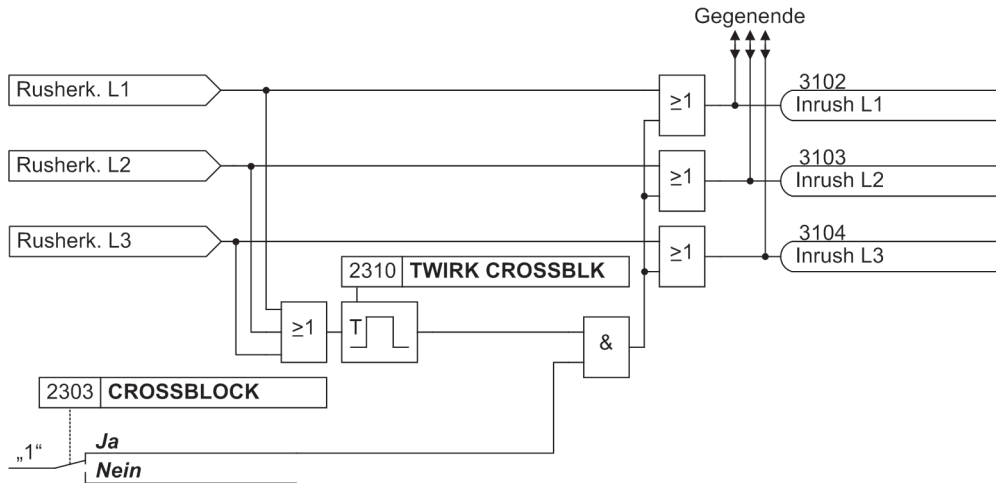 Gegenende
Rusherk. L1
≥1
3102
Inrush L1
Rusherk. L2
≥1
3103
Inrush L2
Rusherk. L3
≥1
3104
Inrush L3
2310 TWIRK CROSSBLK
≥1
T
&
2303 CROSSBLOCK
„1“
Ja
Nein